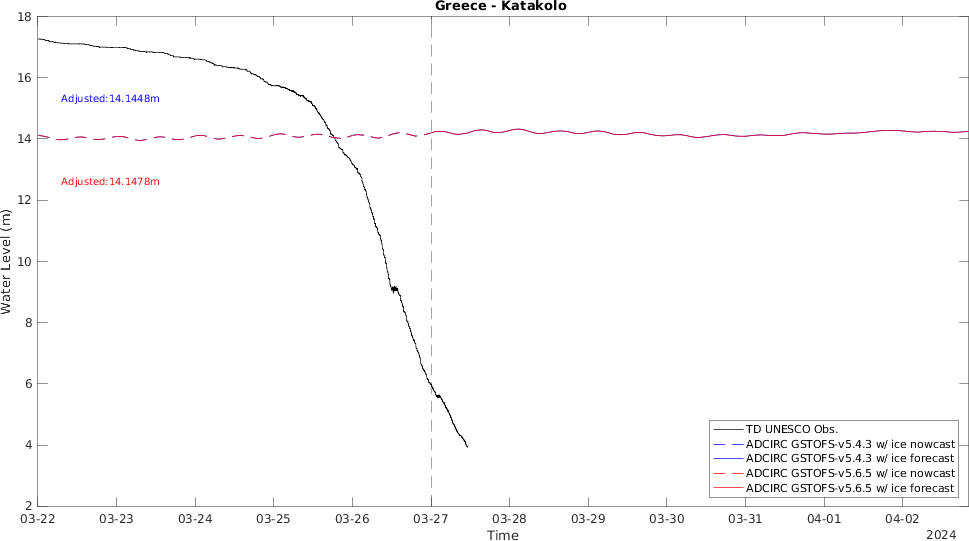 Greece - Katakolo
18
16
14
12
10
8
6
4
2
Water Level (m)
Adjusted:14.1448m
Adjusted:14.1478m
TD UNESCO Obs.
ADCIRC GSTOFS-v5.4.3 w/ ice nowcast
ADCIRC GSTOFS-v5.4.3 w/ ice forecast
ADCIRC GSTOFS-v5.6.5 w/ ice nowcast
ADCIRC GSTOFS-v5.6.5 w/ ice forecast
03-22 03-23 03-24 03-25 03-26 03-27 03-28 03-29 03-30 03-31 04-01 04-02
Time
2024